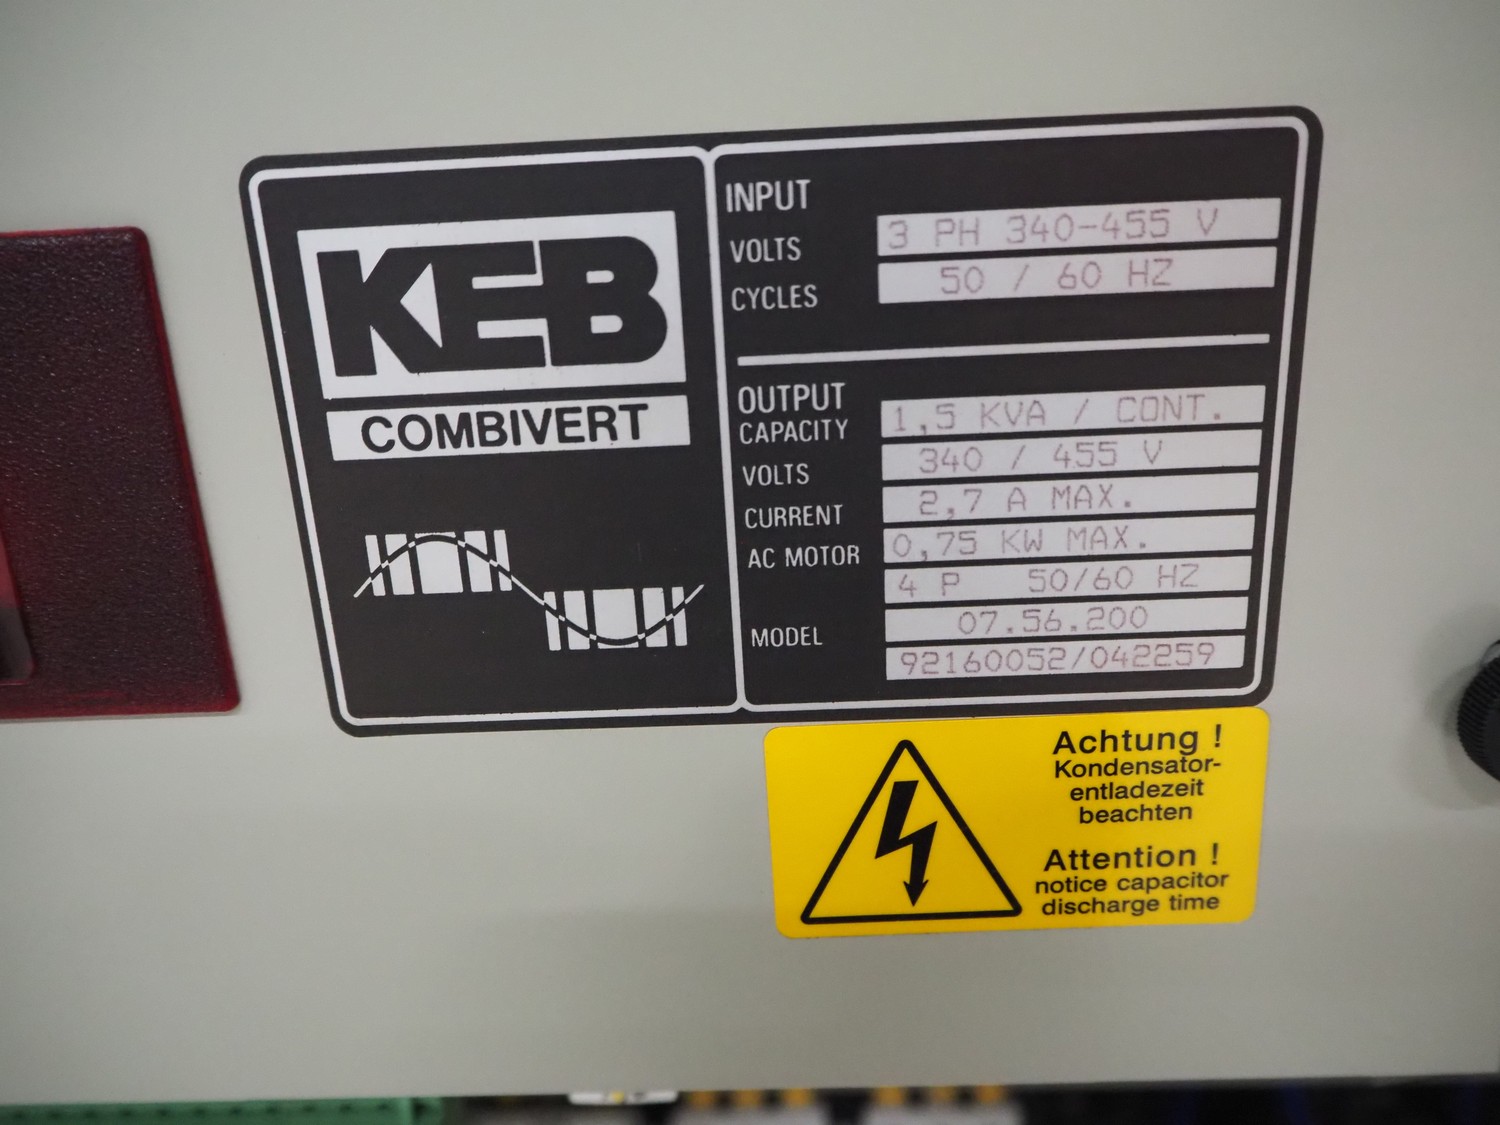 KEB
COMBIVERT
INPUT
VOLTS 3 PH 340-455 V
CYCLES 50 / 60 HZ
OUTPUT
CAPACITY 1,5 KVA / CONT.
VOLTS 340 / 455 V
CURRENT 2,7 A MAX.
AC MOTOR 0,75 KW MAX.
4 P 50/60 HZ
MODEL 07.56.200
92160052/042259
Achtung !
Kondensator-
entladezeit
beachten
Attention !
notice capacitor
discharge time